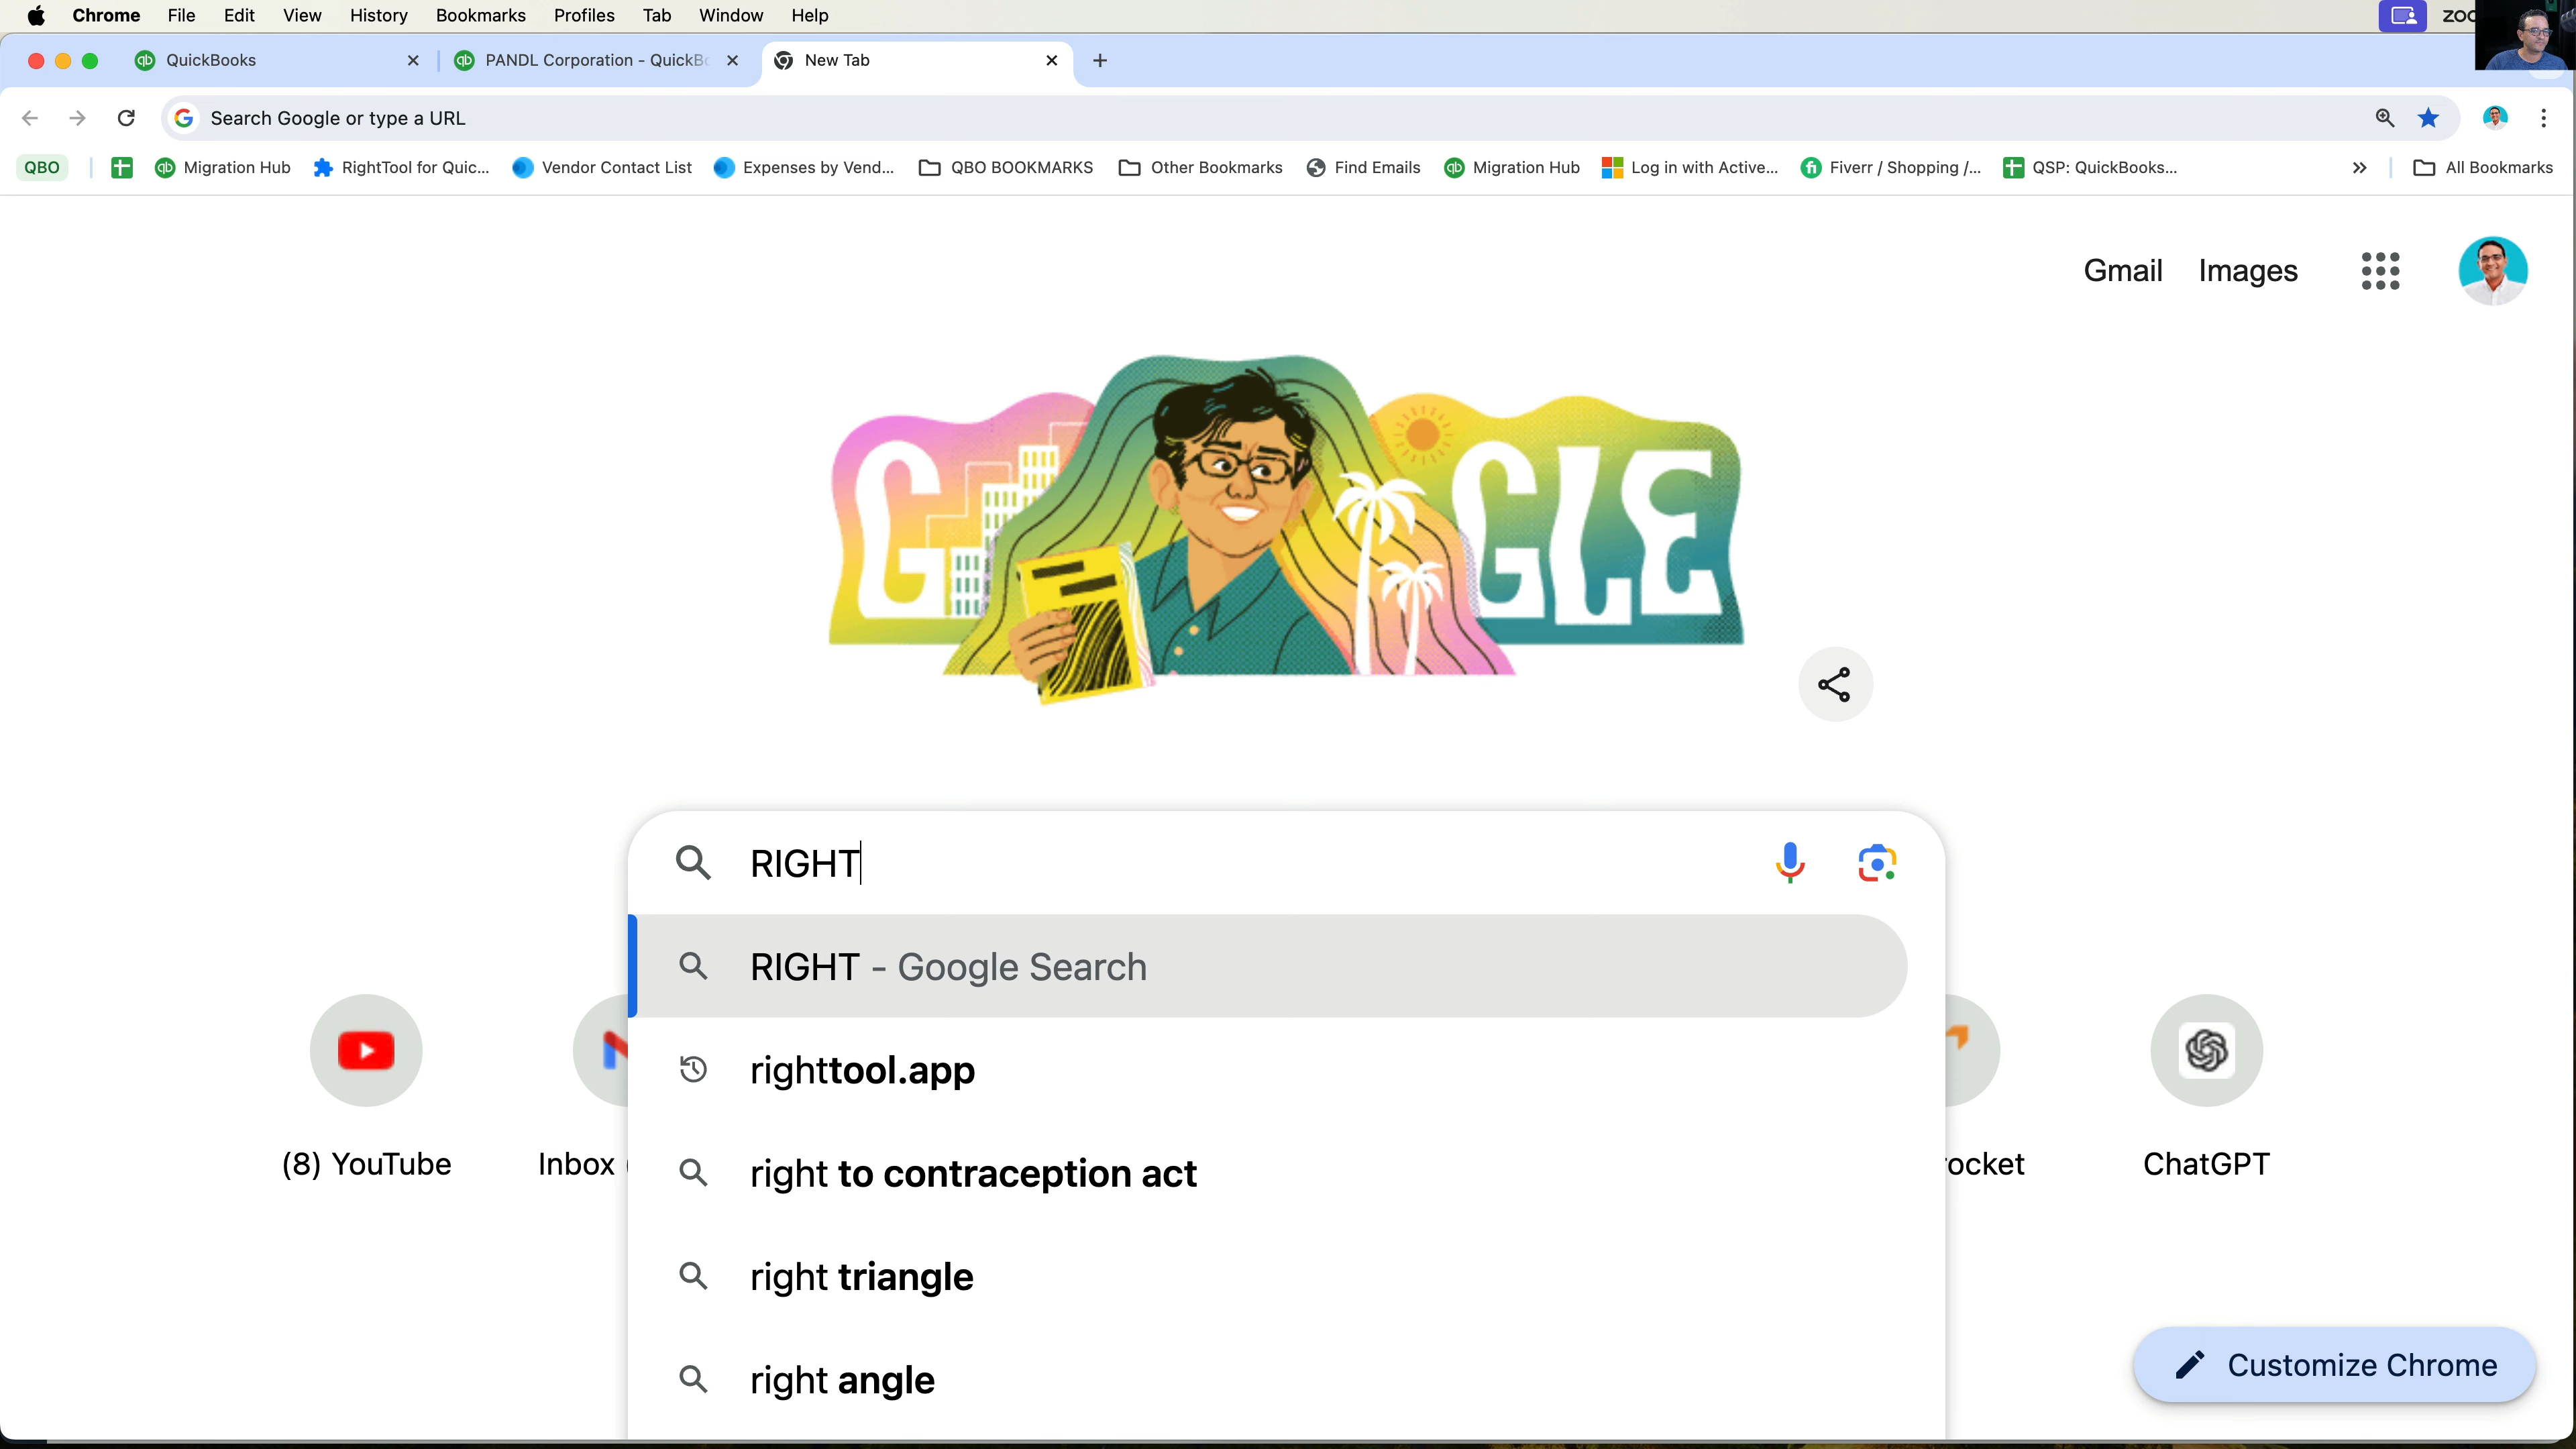 Chrome File Edit View History Bookmarks Profiles Tab Window Help
QuickBooks PANDL Corporation - QuickB New Tab
Search Google or type a URL
QBO Migration Hub RightTool for Quic... Vendor Contact List Expenses by Vend... QBO BOOKMARKS Other Bookmarks Find Emails Migration Hub Log in with Active... Fiverr / Shopping /... QSP: QuickBooks... All Bookmarks
Gmail Images
G GLE
RIGHT
RIGHT - Google Search
righttool.app
right to contraception act
right triangle
right angle
(8) YouTube Inbox ocket ChatGPT
Customize Chrome